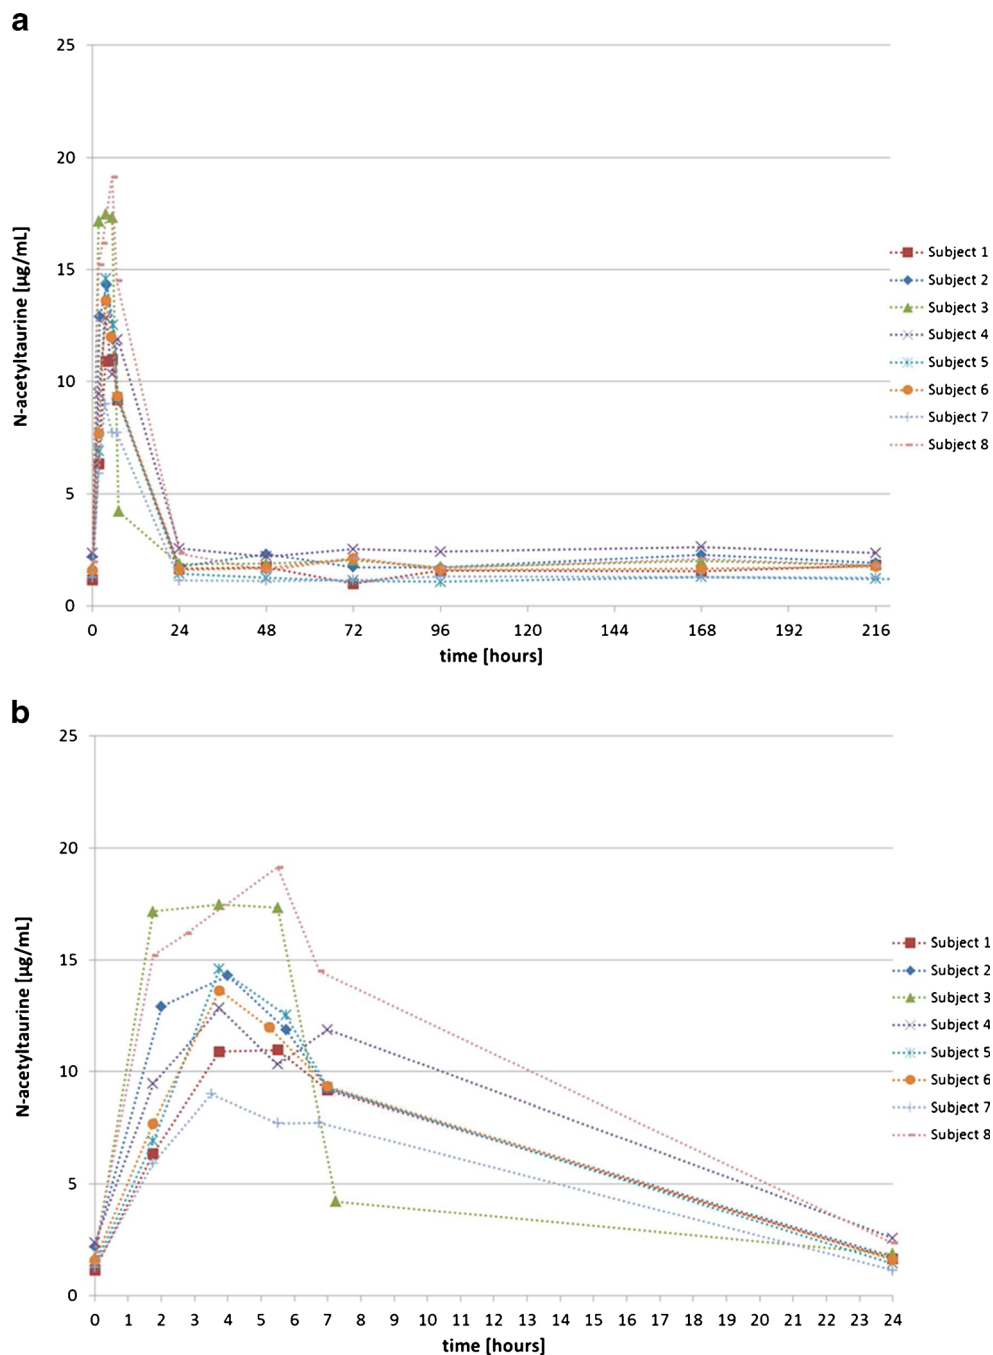 a
25
20
15
10
5
0
N-acetyltaurine [µg/mL]
0 24 48 72 96 120 144 168 192 216
time [hours]
Subject 1
Subject 2
Subject 3
Subject 4
Subject 5
Subject 6
Subject 7
Subject 8
b
25
20
15
10
5
0
N-acetyltaurine [µg/mL]
0 1 2 3 4 5 6 7 8 9 10 11 12 13 14 15 16 17 18 19 20 21 22 23 24
time [hours]
Subject 1
Subject 2
Subject 3
Subject 4
Subject 5
Subject 6
Subject 7
Subject 8